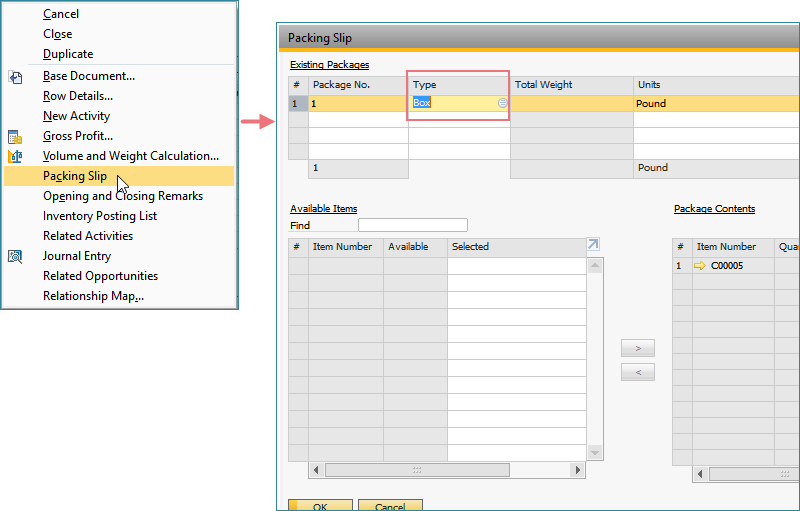 Cancel
Close
Duplicate
Base Document...
Row Details...
New Activity
Gross Profit...
Volume and Weight Calculation...
Packing Slip
Opening and Closing Remarks
Inventory Posting List
Related Activities
Journal Entry
Related Opportunities
Relationship Map...
Packing Slip
Existing Packages
# Package No. Type Total Weight Units
1 1 Box Pound
1 Pound
Available Items
Find
# Item Number Available Selected
Package Contents
# Item Number Quan
1 C00005
>
<
OK Cancel